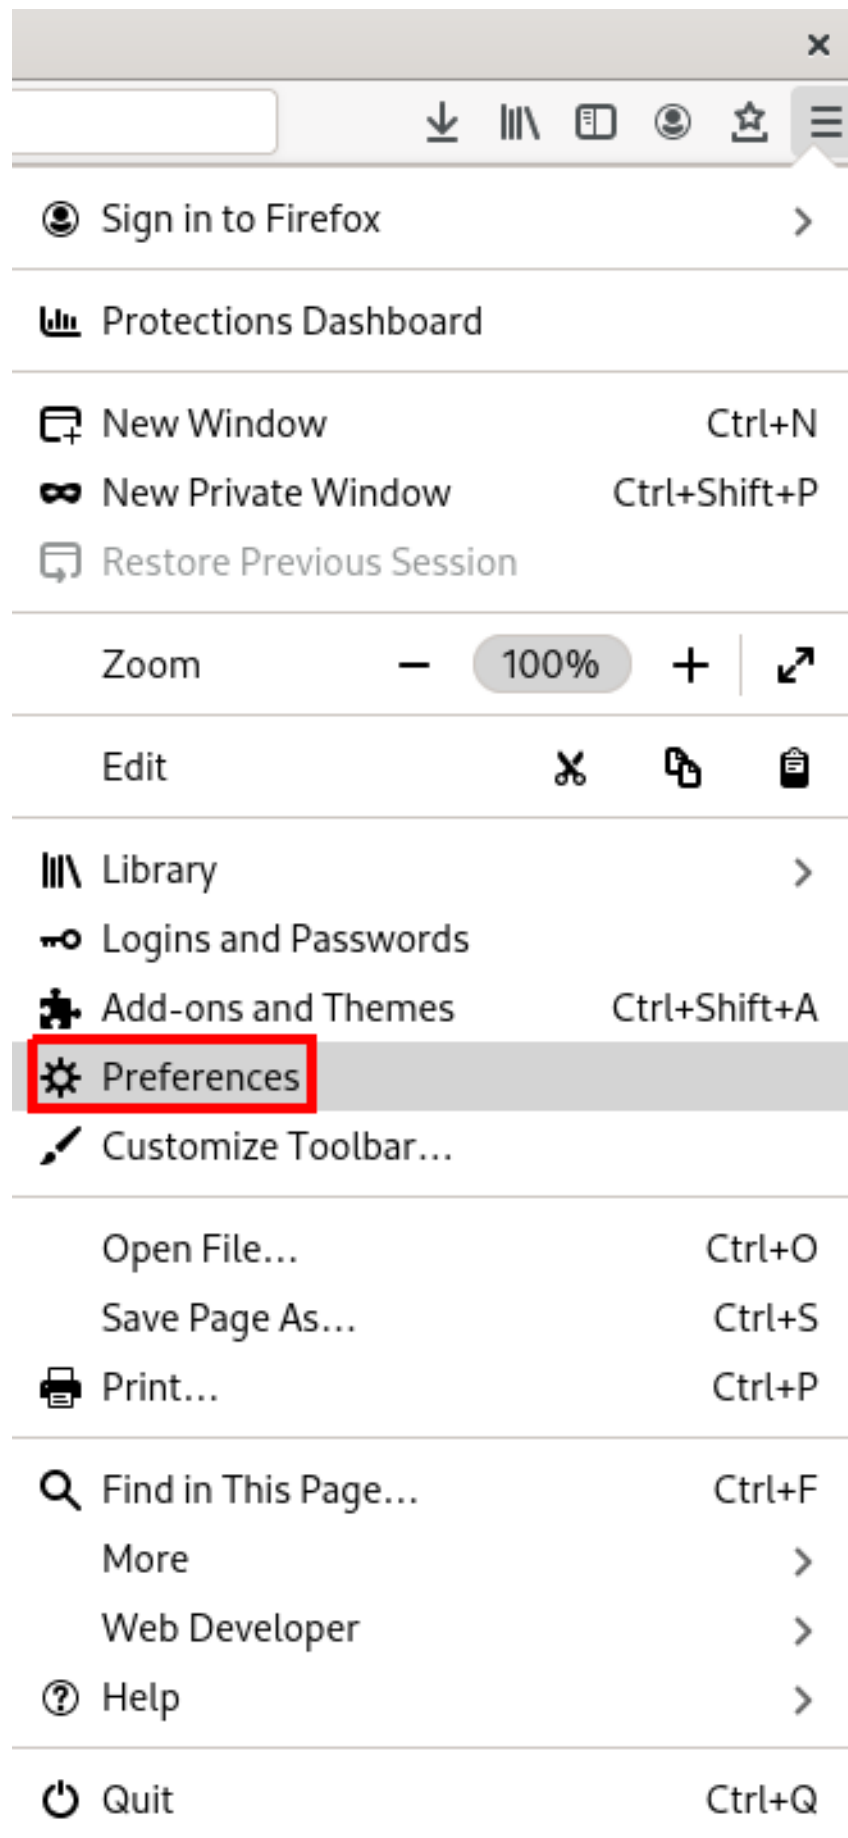 Sign in to Firefox
Protections Dashboard
New Window Ctrl+N
New Private Window Ctrl+Shift+P
Restore Previous Session
Zoom 100%
Edit
Library
Logins and Passwords
Add-ons and Themes Ctrl+Shift+A
Preferences
Customize Toolbar...
Open File... Ctrl+O
Save Page As... Ctrl+S
Print... Ctrl+P
Find in This Page... Ctrl+F
More
Web Developer
Help
Quit Ctrl+Q